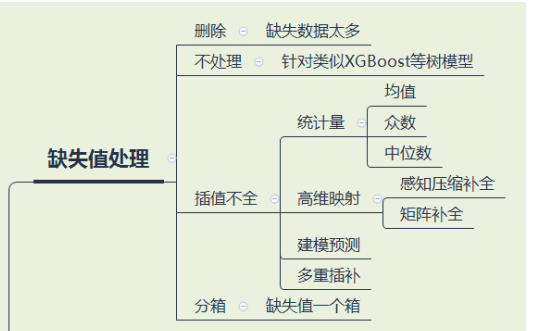 缺失值处理
删除
缺失数据太多
不处理
针对类似XGBoost等树模型
插值不全
统计量
均值
众数
中位数
高维映射
感知压缩补全
矩阵补全
建模预测
多重插补
分箱
缺失值一个箱